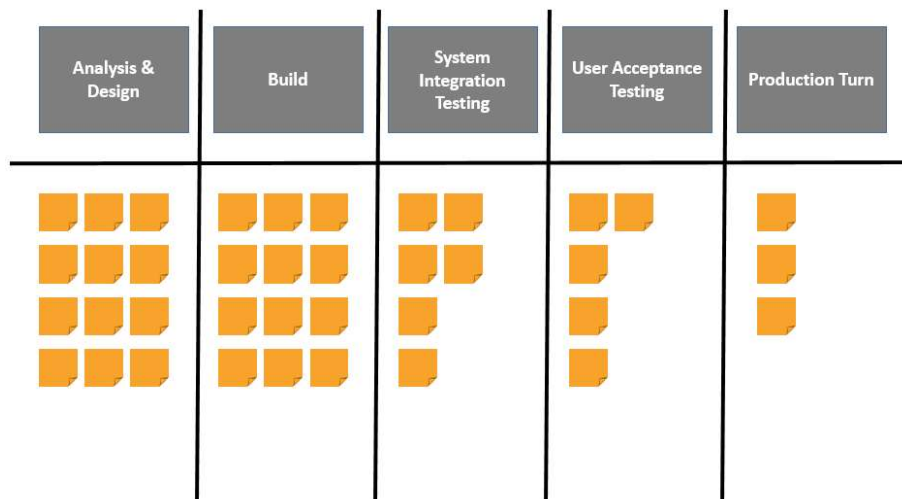 Analysis &
Design
Build
System
Integration
Testing
User Acceptance
Testing
Production Turn